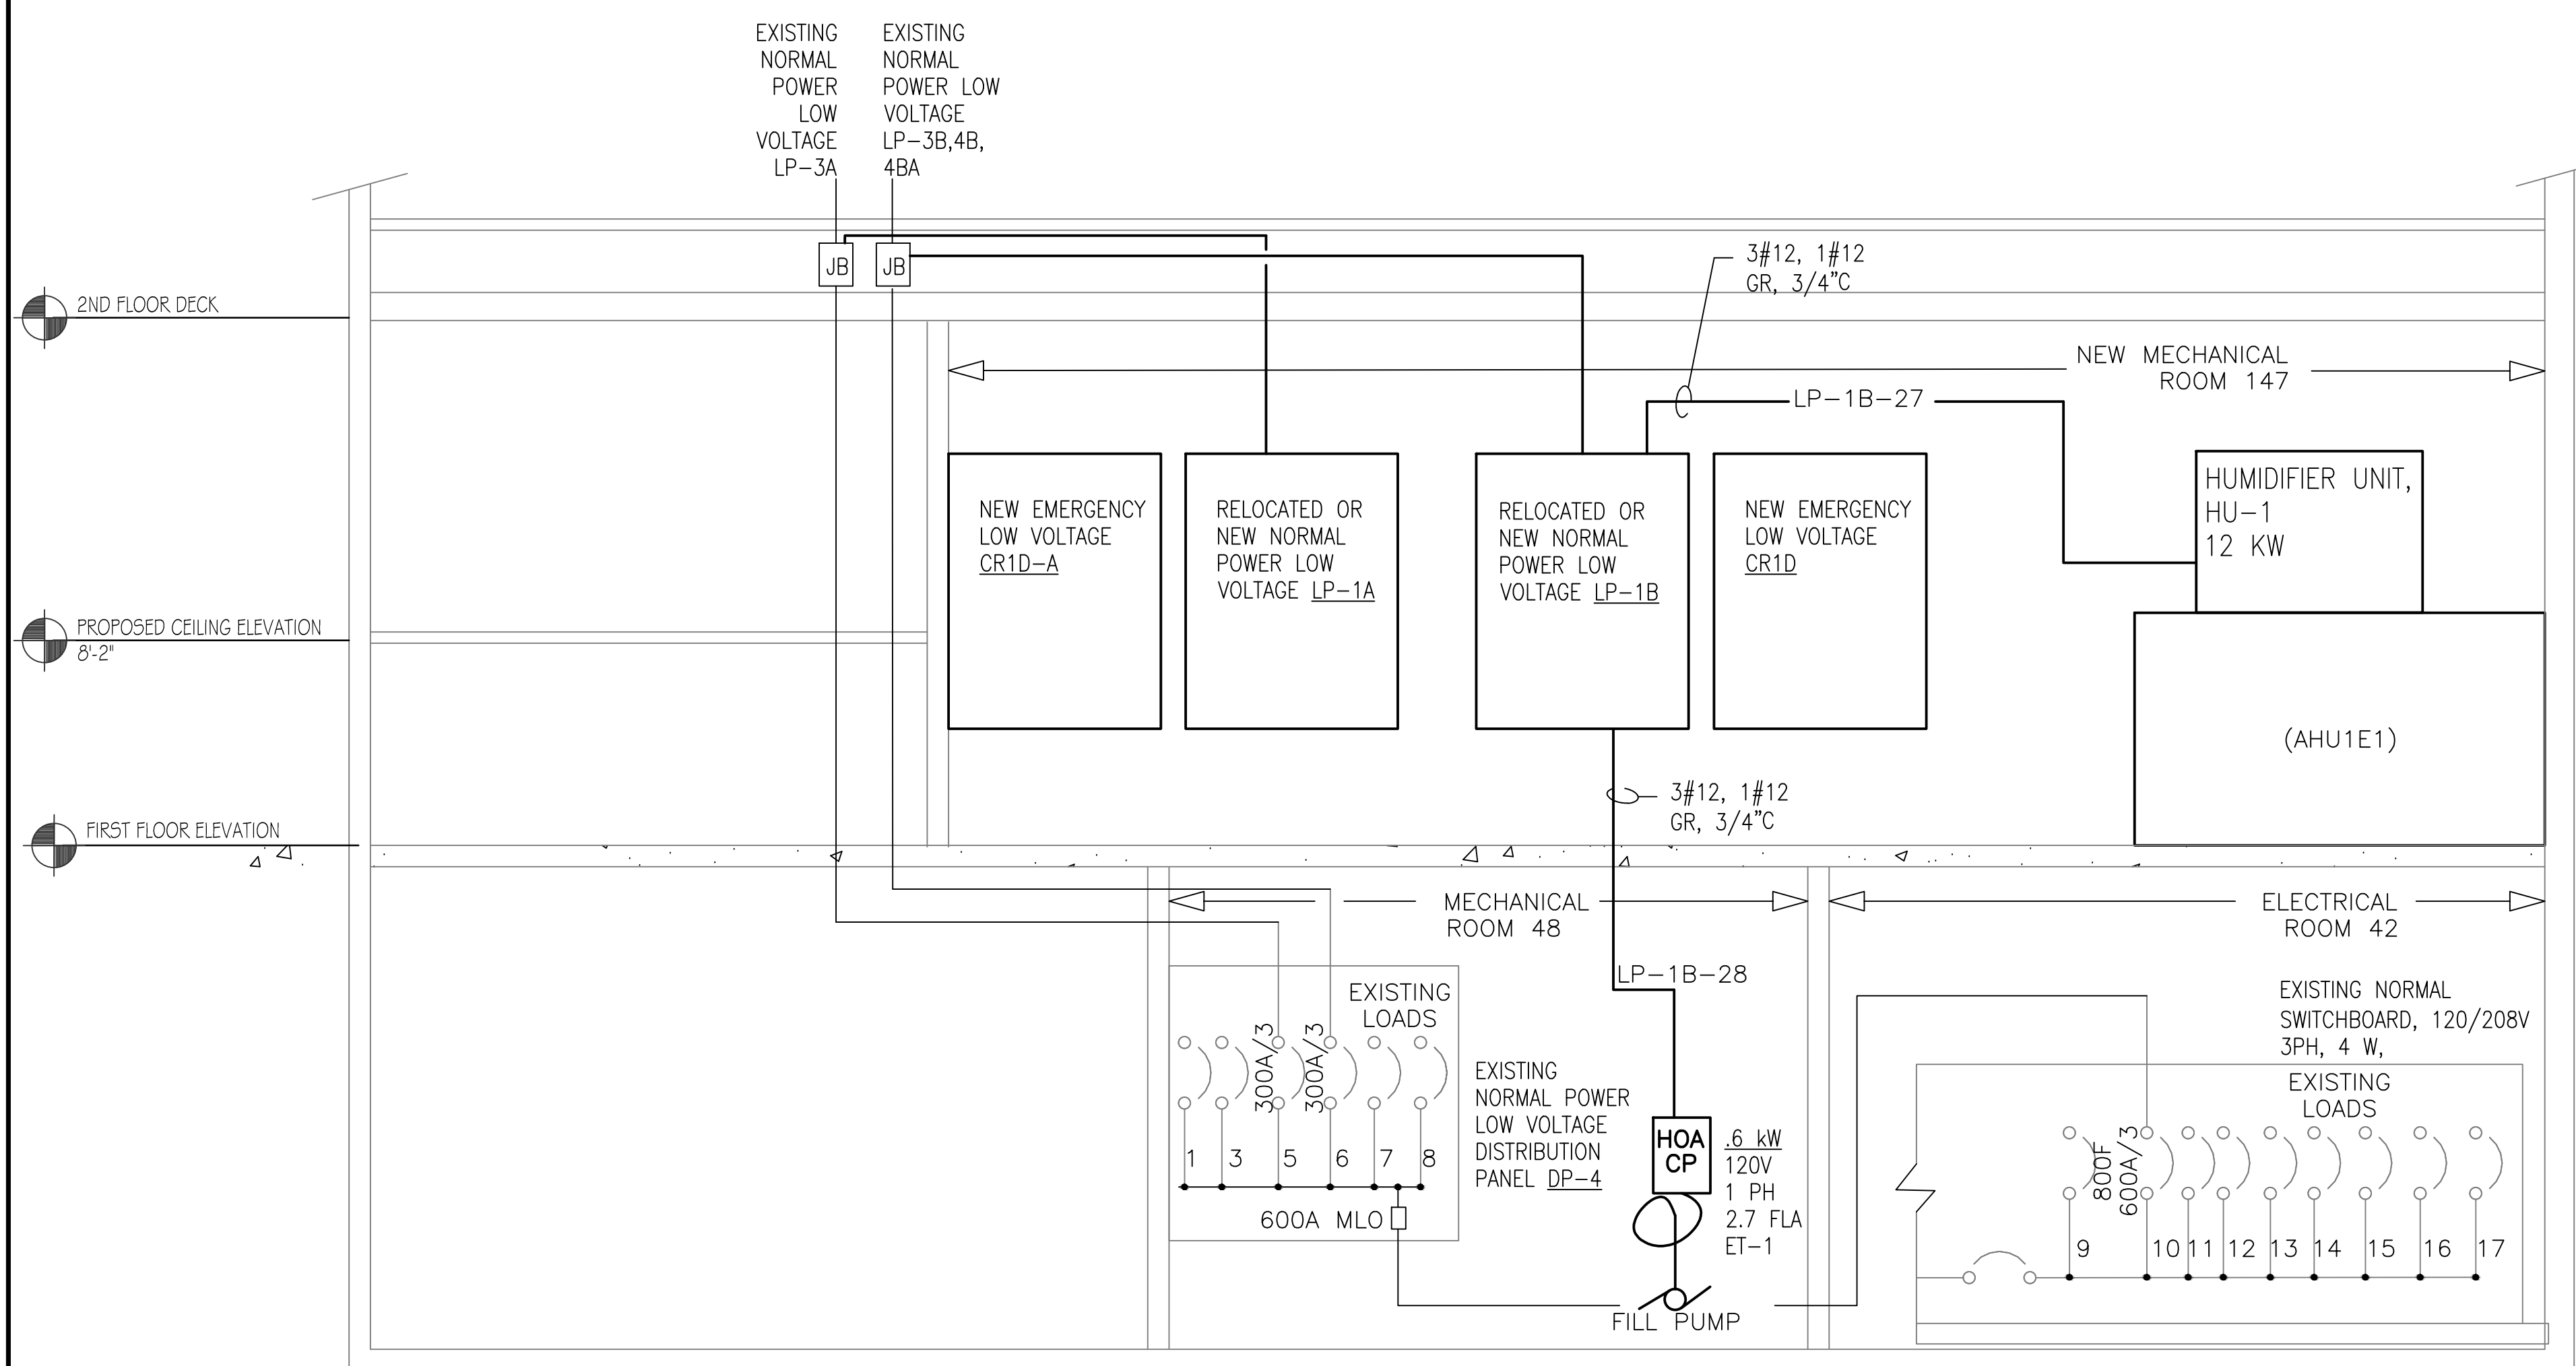 EXISTING
NORMAL
POWER
LOW
VOLTAGE
LP-3A
EXISTING
NORMAL
POWER LOW
VOLTAGE
LP-3B,4B,
4BA
JB
JB
3#12, 1#12
GR, 3/4"C
2ND FLOOR DECK
NEW MECHANICAL
ROOM 147
LP-1B-27
NEW EMERGENCY
LOW VOLTAGE
CR1D-A
RELOCATED OR
NEW NORMAL
POWER LOW
VOLTAGE LP-1A
RELOCATED OR
NEW NORMAL
POWER LOW
VOLTAGE LP-1B
NEW EMERGENCY
LOW VOLTAGE
CR1D
HUMIDIFIER UNIT,
HU-1
12 KW
PROPOSED CEILING ELEVATION
8'-2"
(AHU1E1)
3#12, 1#12
GR, 3/4"C
FIRST FLOOR ELEVATION
MECHANICAL
ROOM 48
ELECTRICAL
ROOM 42
LP-1B-28
EXISTING
LOADS
300A/3
300A/3
1
3
5
6
7
8
600A MLO
EXISTING
NORMAL POWER
LOW VOLTAGE
DISTRIBUTION
PANEL DP-4
HOA
CP
.6 kW
120V
1 PH
2.7 FLA
ET-1
FILL PUMP
EXISTING NORMAL
SWITCHBOARD, 120/208V
3PH, 4 W,
EXISTING
LOADS
800F
600A/3
9
10
11
12
13
14
15
16
17